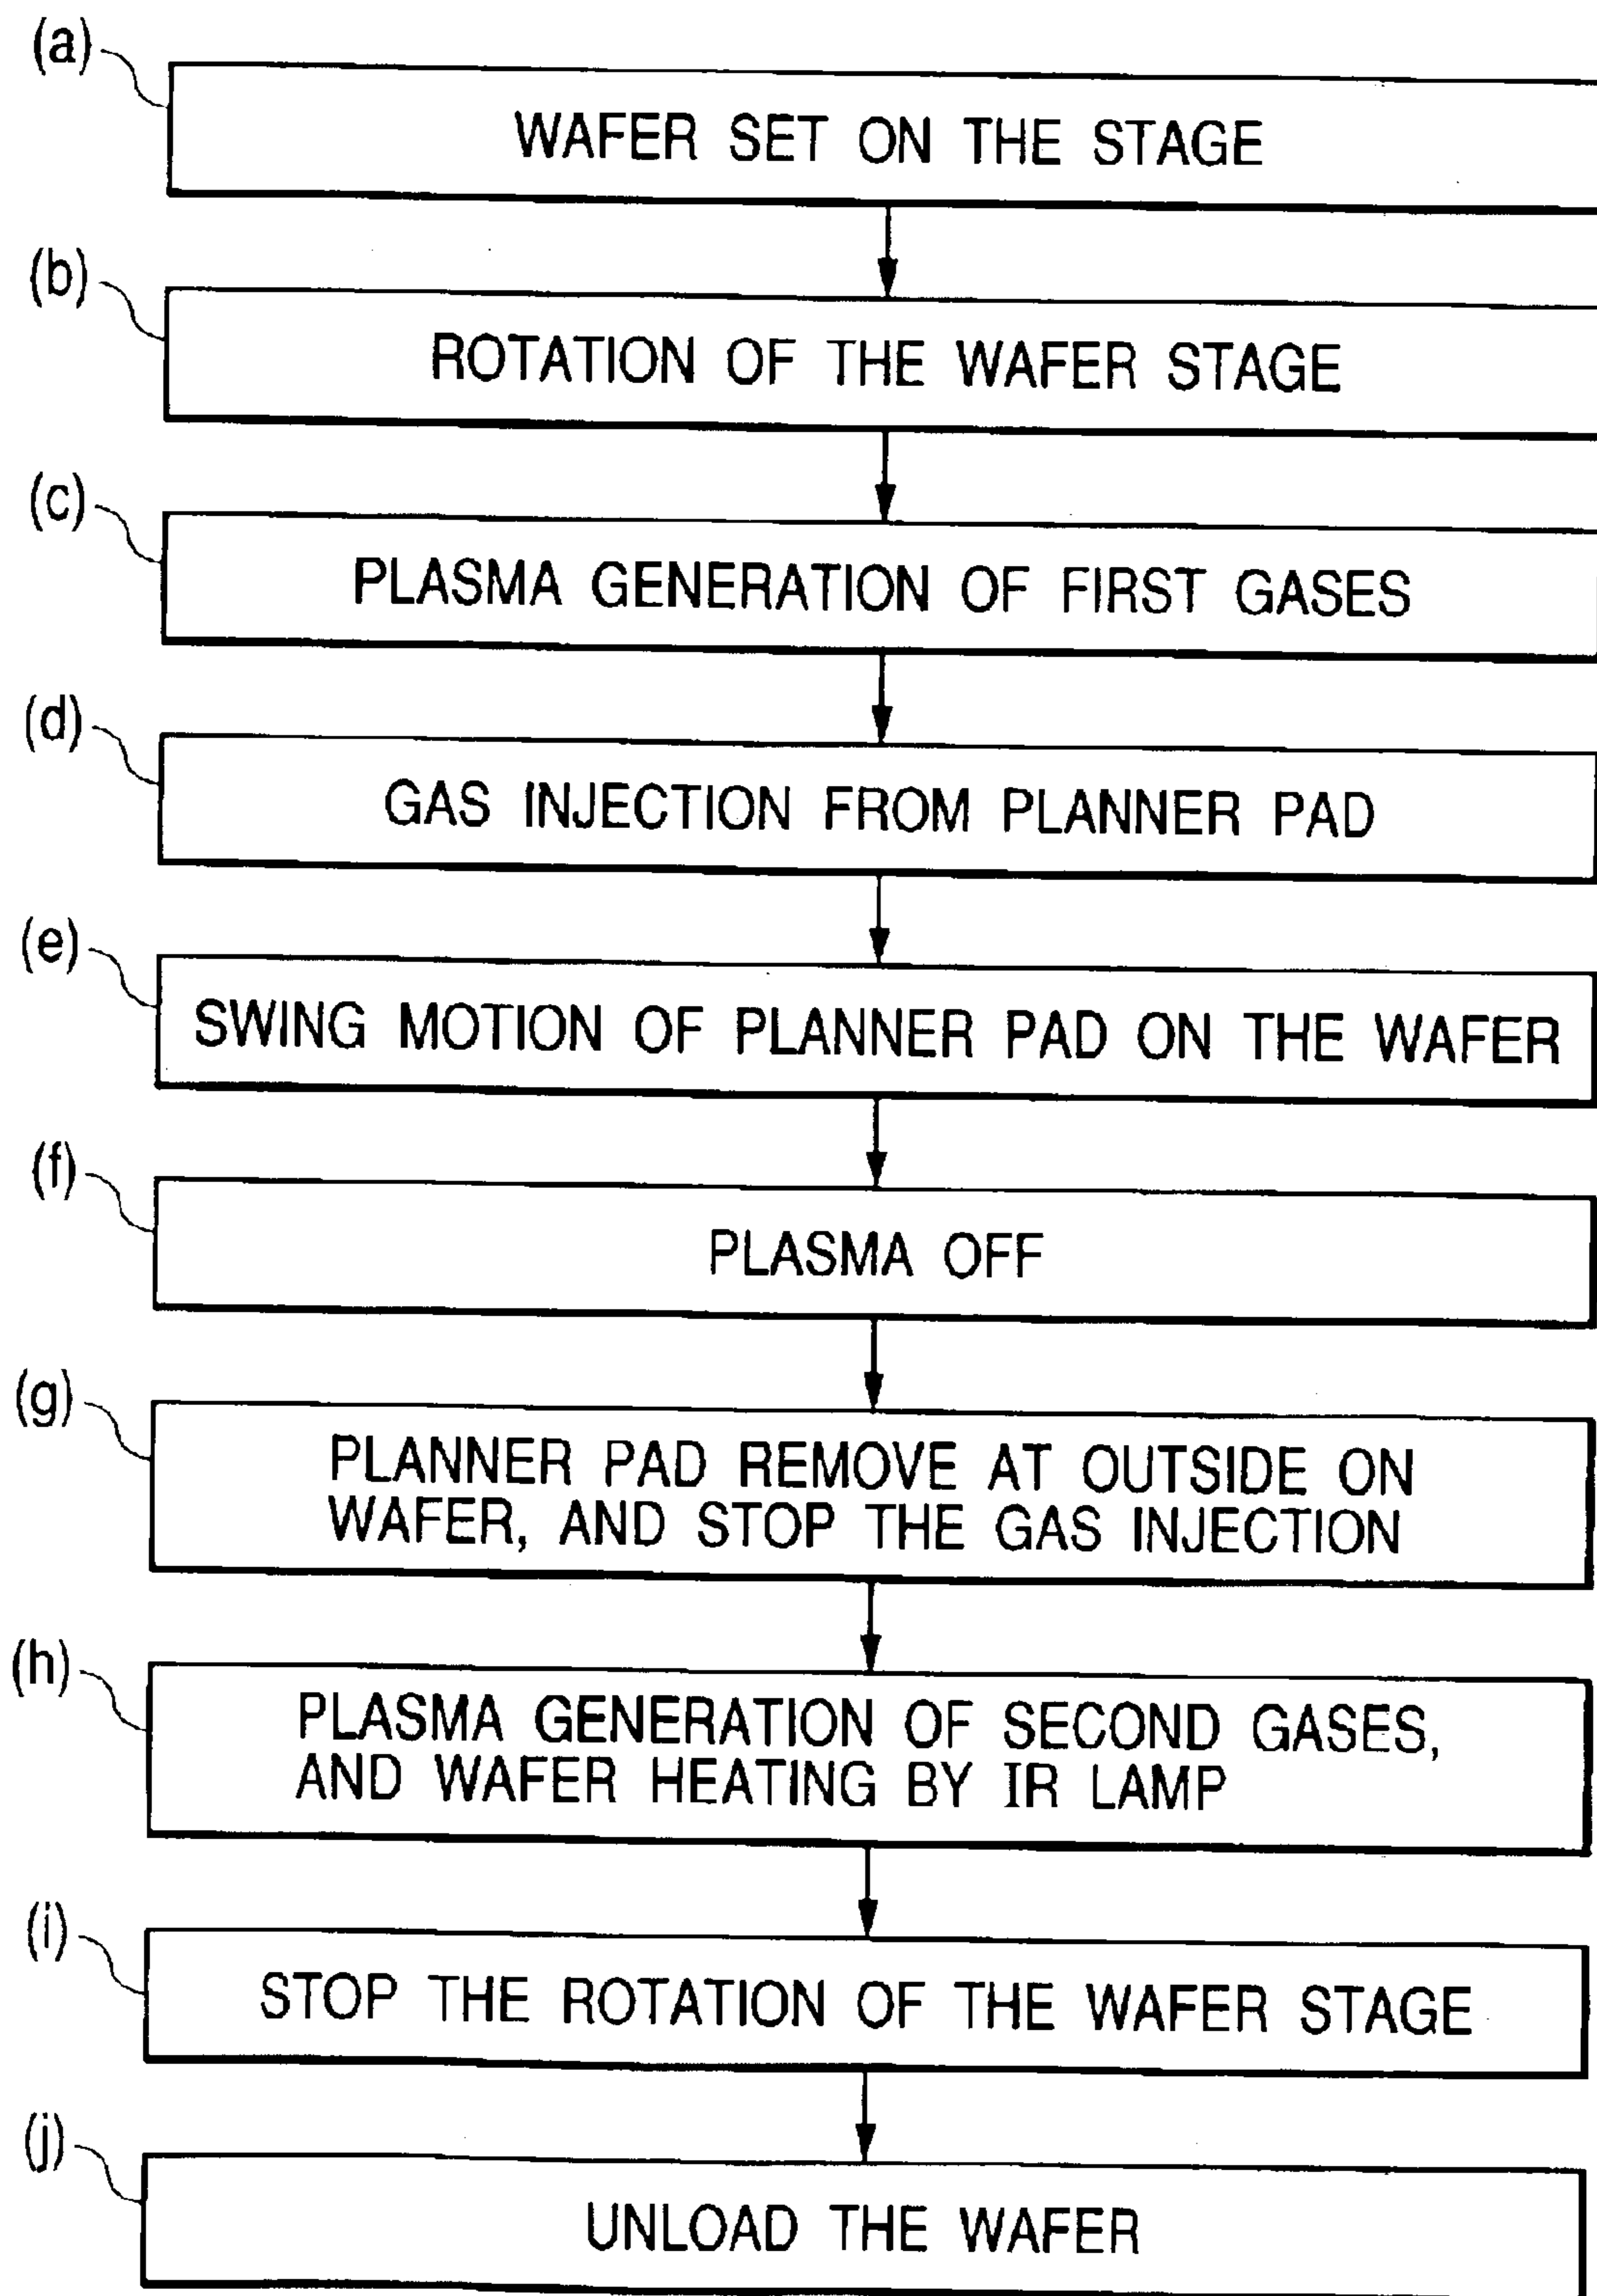 (a)
WAFER SET ON THE STAGE
(b)
ROTATION OF THE WAFER STAGE
(c)
PLASMA GENERATION OF FIRST GASES
(d)
GAS INJECTION FROM PLANNER PAD
(e)
SWING MOTION OF PLANNER PAD ON THE WAFER
(f)
PLASMA OFF
(g)
PLANNER PAD REMOVE AT OUTSIDE ON
WAFER, AND STOP THE GAS INJECTION
(h)
PLASMA GENERATION OF SECOND GASES,
AND WAFER HEATING BY IR LAMP
(i)
STOP THE ROTATION OF THE WAFER STAGE
(j)
UNLOAD THE WAFER